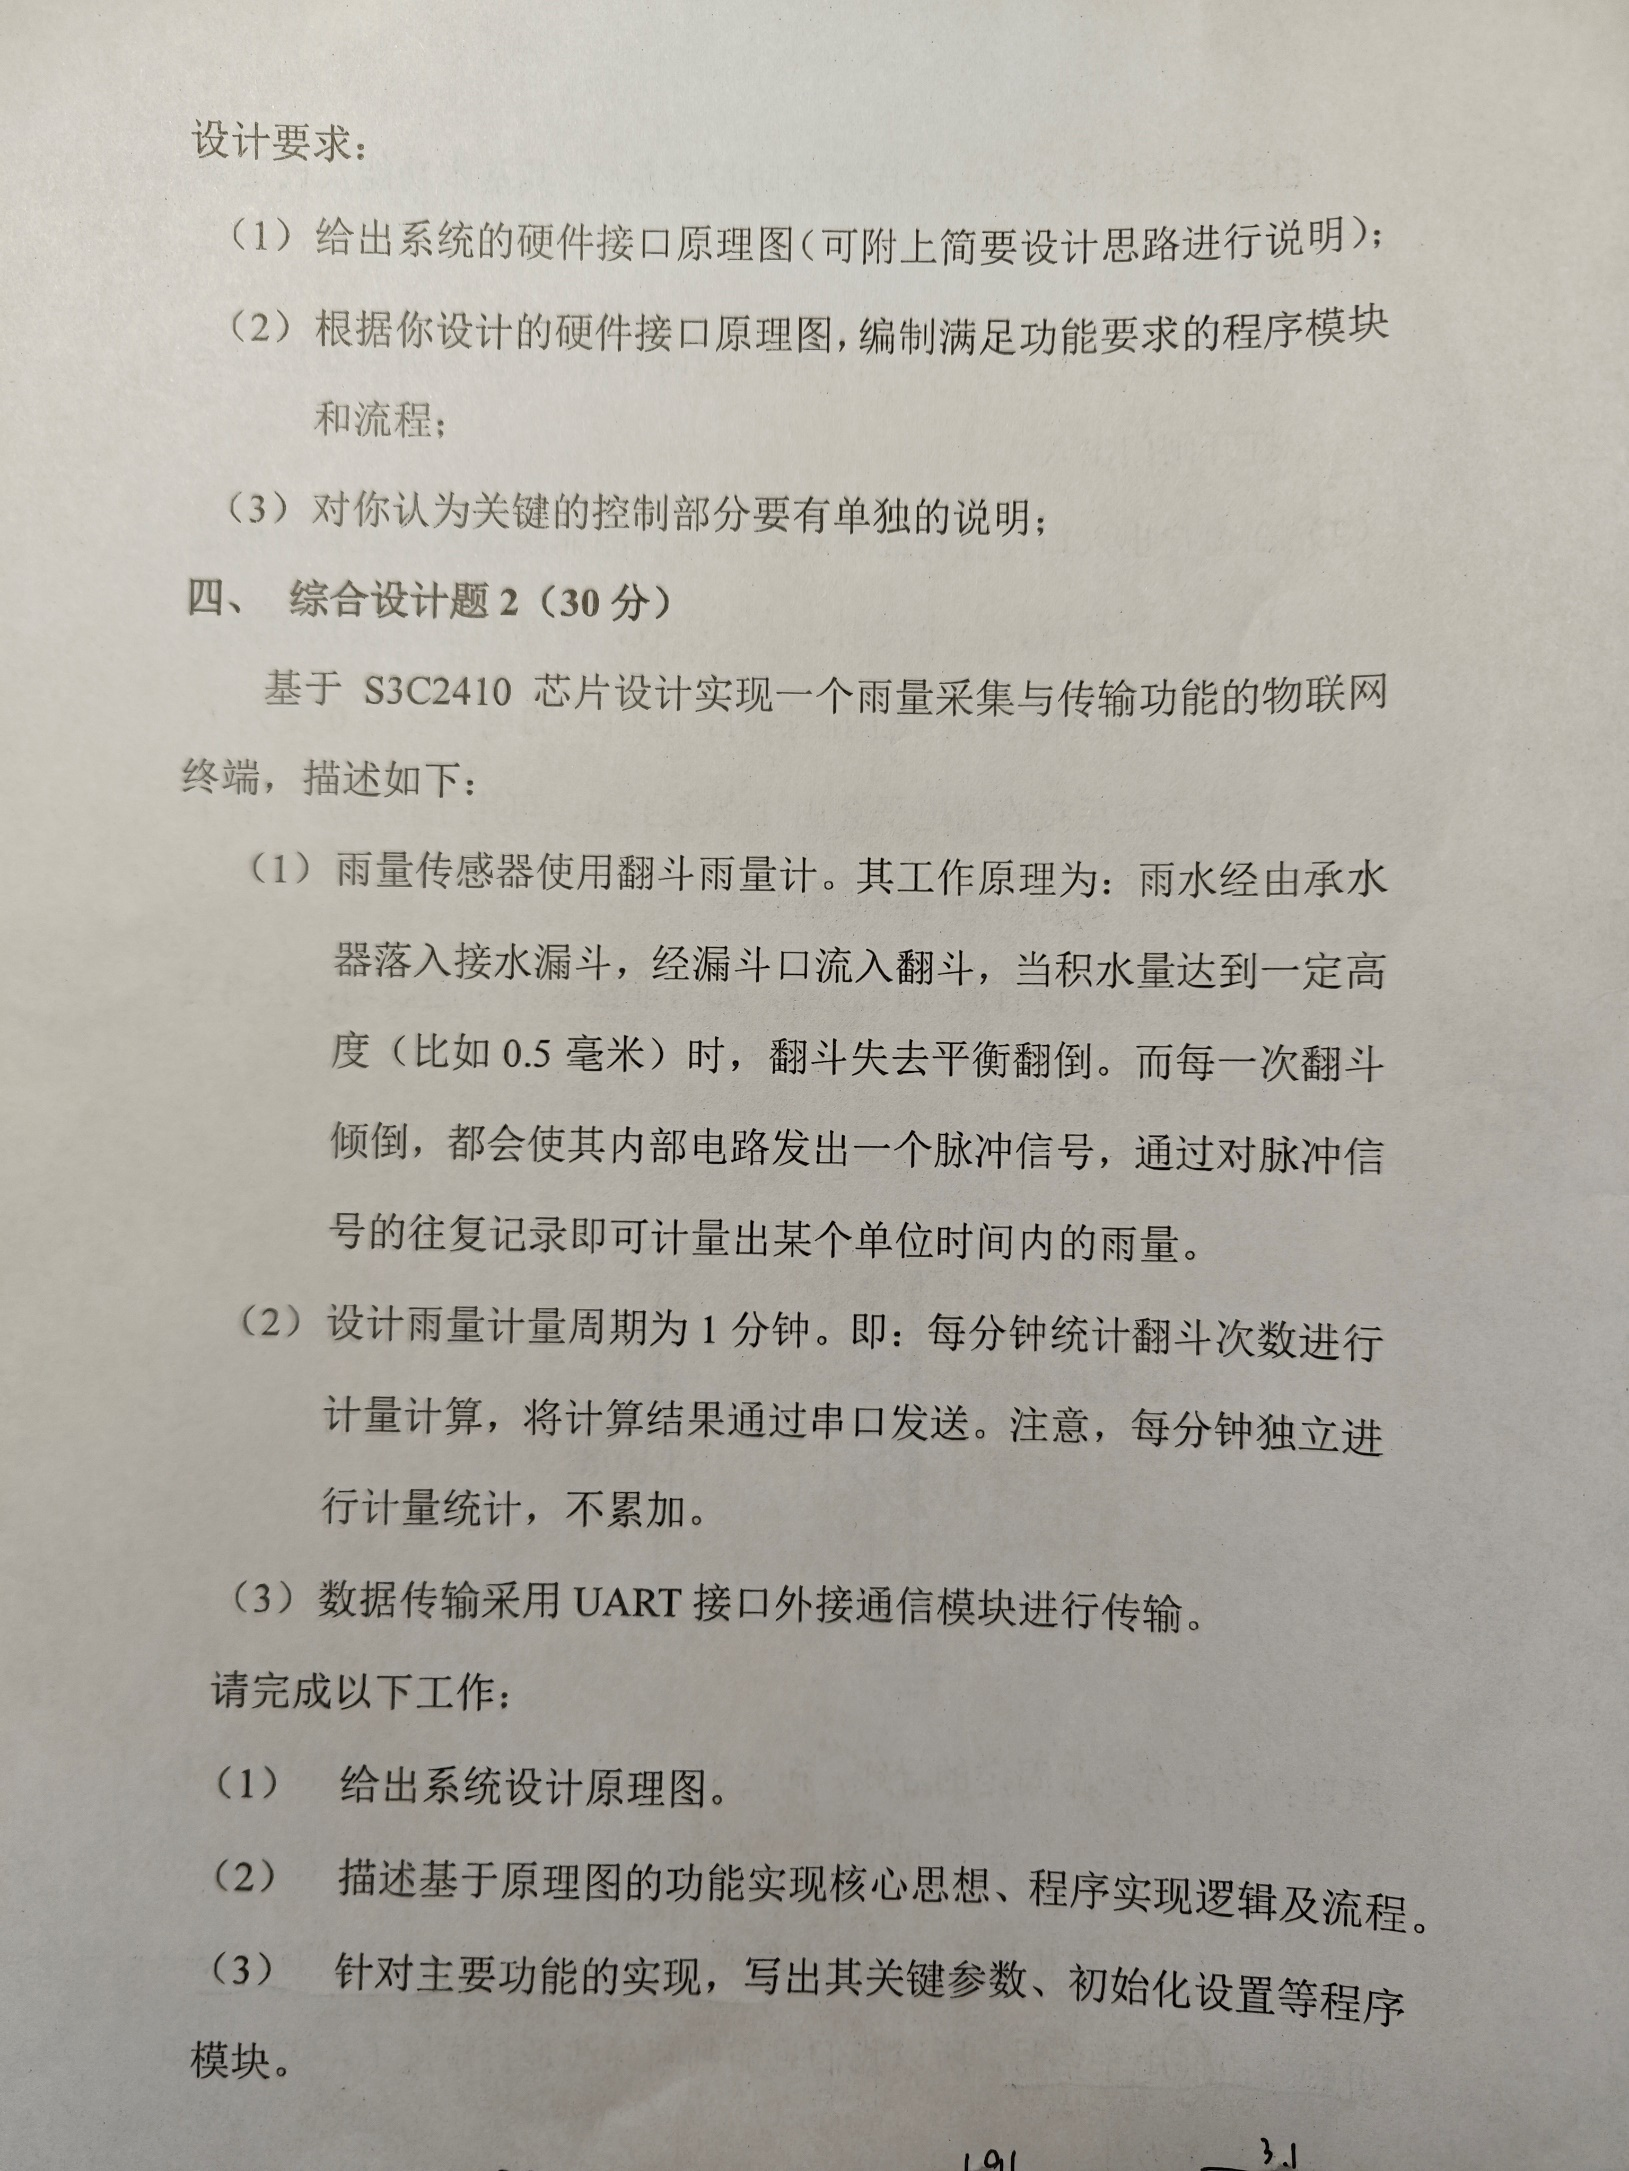 设计要求：
（1）给出系统的硬件接口原理图（可附上简要设计思路进行说明）；
（2）根据你设计的硬件接口原理图，编制满足功能要求的程序模块
和流程；
（3）对你认为关键的控制部分要有单独的说明；
四、 综合设计题 2（30 分）
基于 S3C2410 芯片设计实现一个雨量采集与传输功能的物联网
终端，描述如下：
（1）雨量传感器使用翻斗雨量计。其工作原理为：雨水经由承水
器落入接水漏斗，经漏斗口流入翻斗，当积水量达到一定高
度（比如 0.5 毫米）时，翻斗失去平衡翻倒。而每一次翻斗
倾倒，都会使其内部电路发出一个脉冲信号，通过对脉冲信
号的往复记录即可计量出某个单位时间内的雨量。
（2）设计雨量计量周期为 1 分钟。即：每分钟统计翻斗次数进行
计量计算，将计算结果通过串口发送。注意，每分钟独立进
行计量统计，不累加。
（3）数据传输采用 UART 接口外接通信模块进行传输。
请完成以下工作：
（1） 给出系统设计原理图。
（2） 描述基于原理图的功能实现核心思想、程序实现逻辑及流程。
（3） 针对主要功能的实现，写出其关键参数、初始化设置等程序
模块。